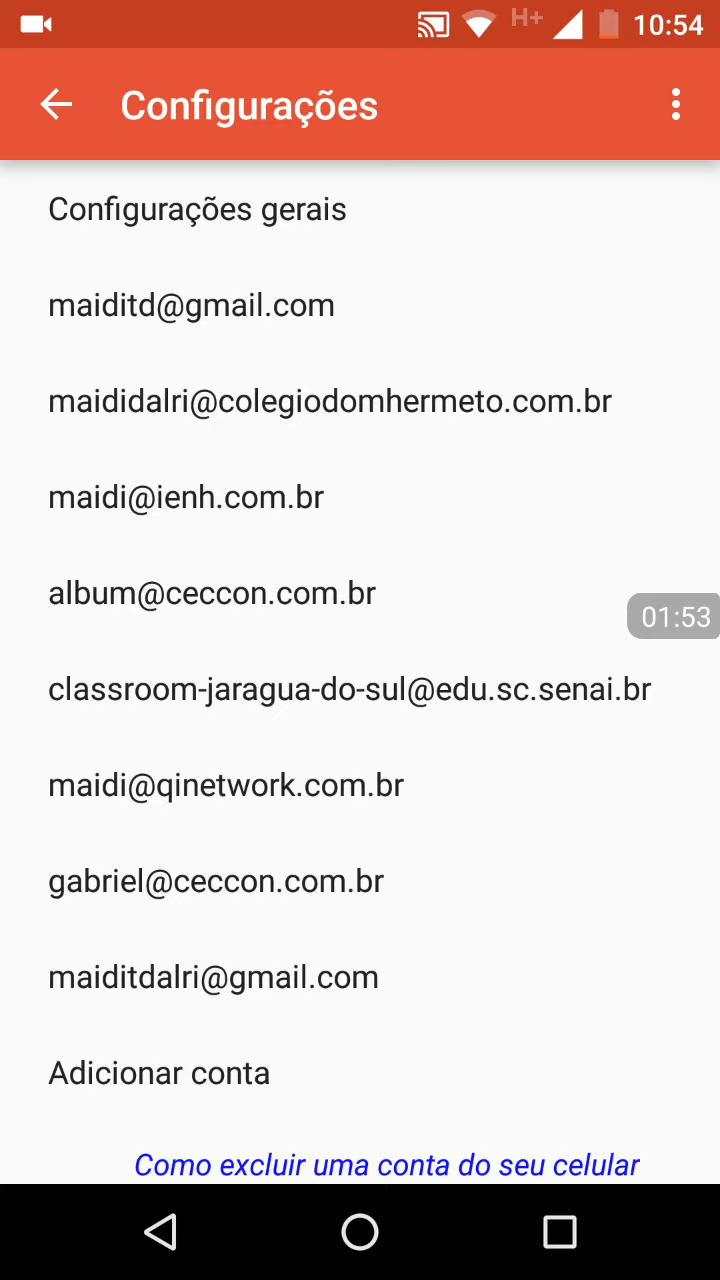 H+ 10:54
Configurações
Configurações gerais
maiditd@gmail.com
maididalri@colegiodomhermeto.com.br
maidi@ienh.com.br
album@ceccon.com.br
01:53
classroom-jaragua-do-sul@edu.sc.senai.br
maidi@qinetwork.com.br
gabriel@ceccon.com.br
maiditdalri@gmail.com
Adicionar conta
Como excluir uma conta do seu celular